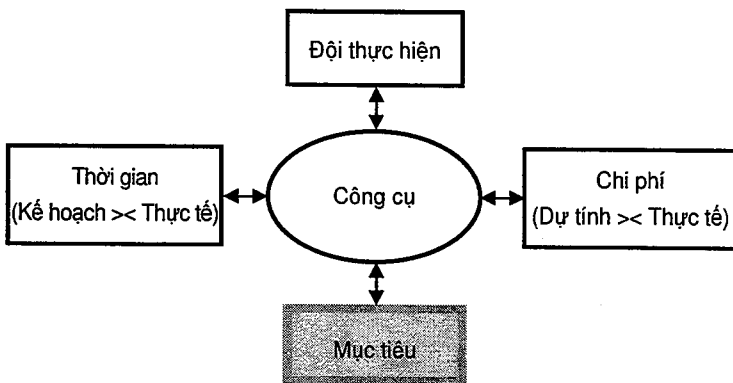 Đội thực hiện
Thời gian
(Kế hoạch >< Thực tế)
Công cụ
Chi phí
(Dự tính >< Thực tế)
Mục tiêu